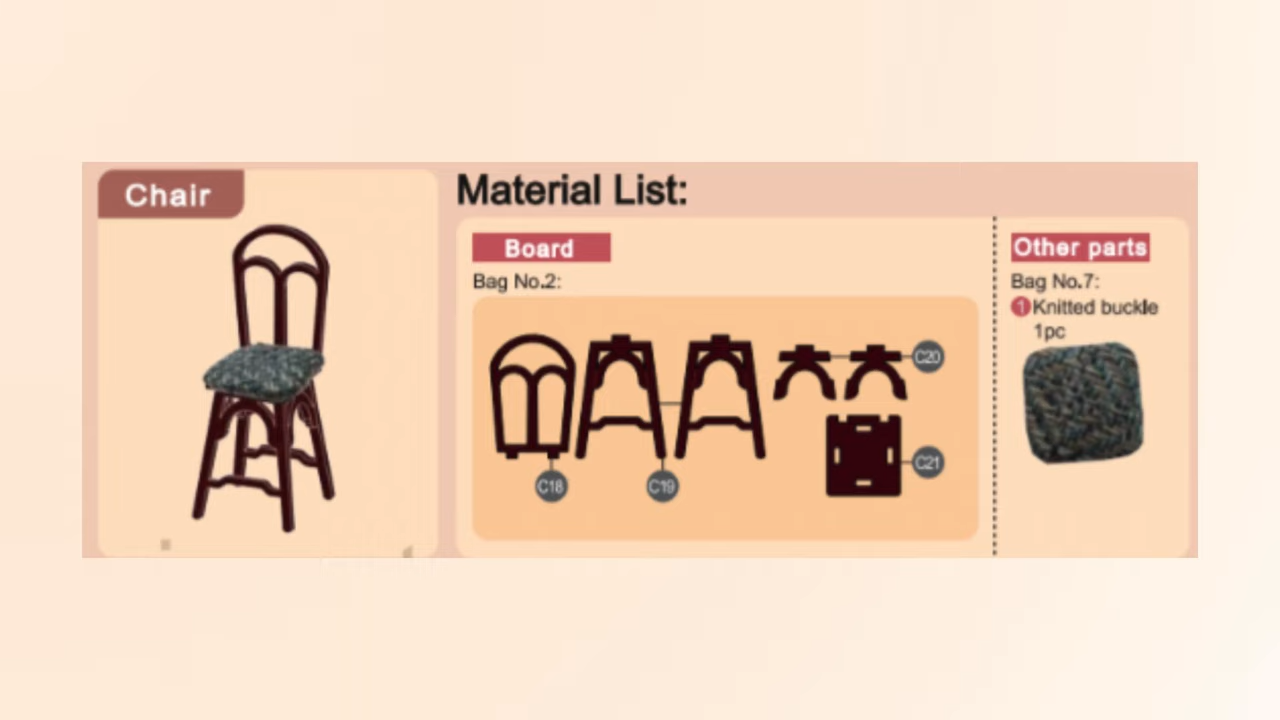 Chair
Material List:
Board
Bag No.2:
C18
C19
C20
C21
Other parts
Bag No.7:
1 Knitted buckle
1pc